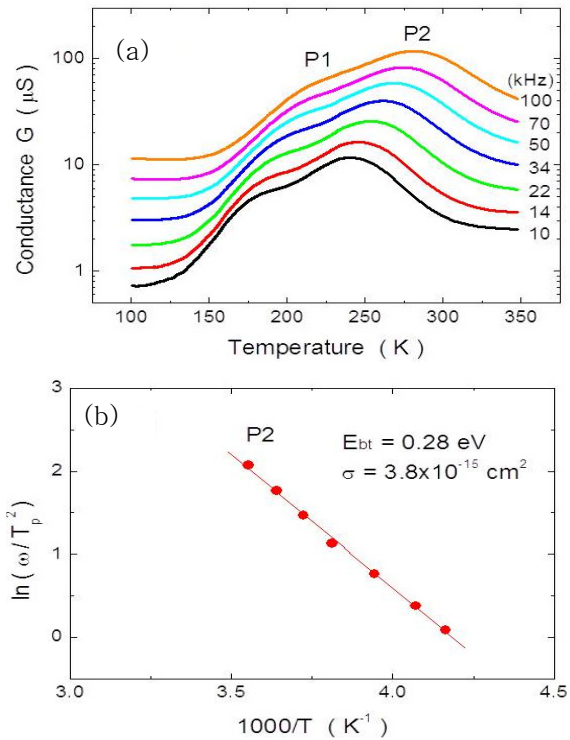 (a)
P1
P2
(kHz)
100
70
50
34
22
14
10
Conductance G ( μS )
100
10
1
100 150 200 250 300 350
Temperature ( K )
(b)
P2
Ebt = 0.28 eV
σ = 3.8x10⁻¹⁵ cm²
ln ( ω / Tₚ² )
3
2
1
0
3.0 3.5 4.0 4.5
1000/T ( K⁻¹ )